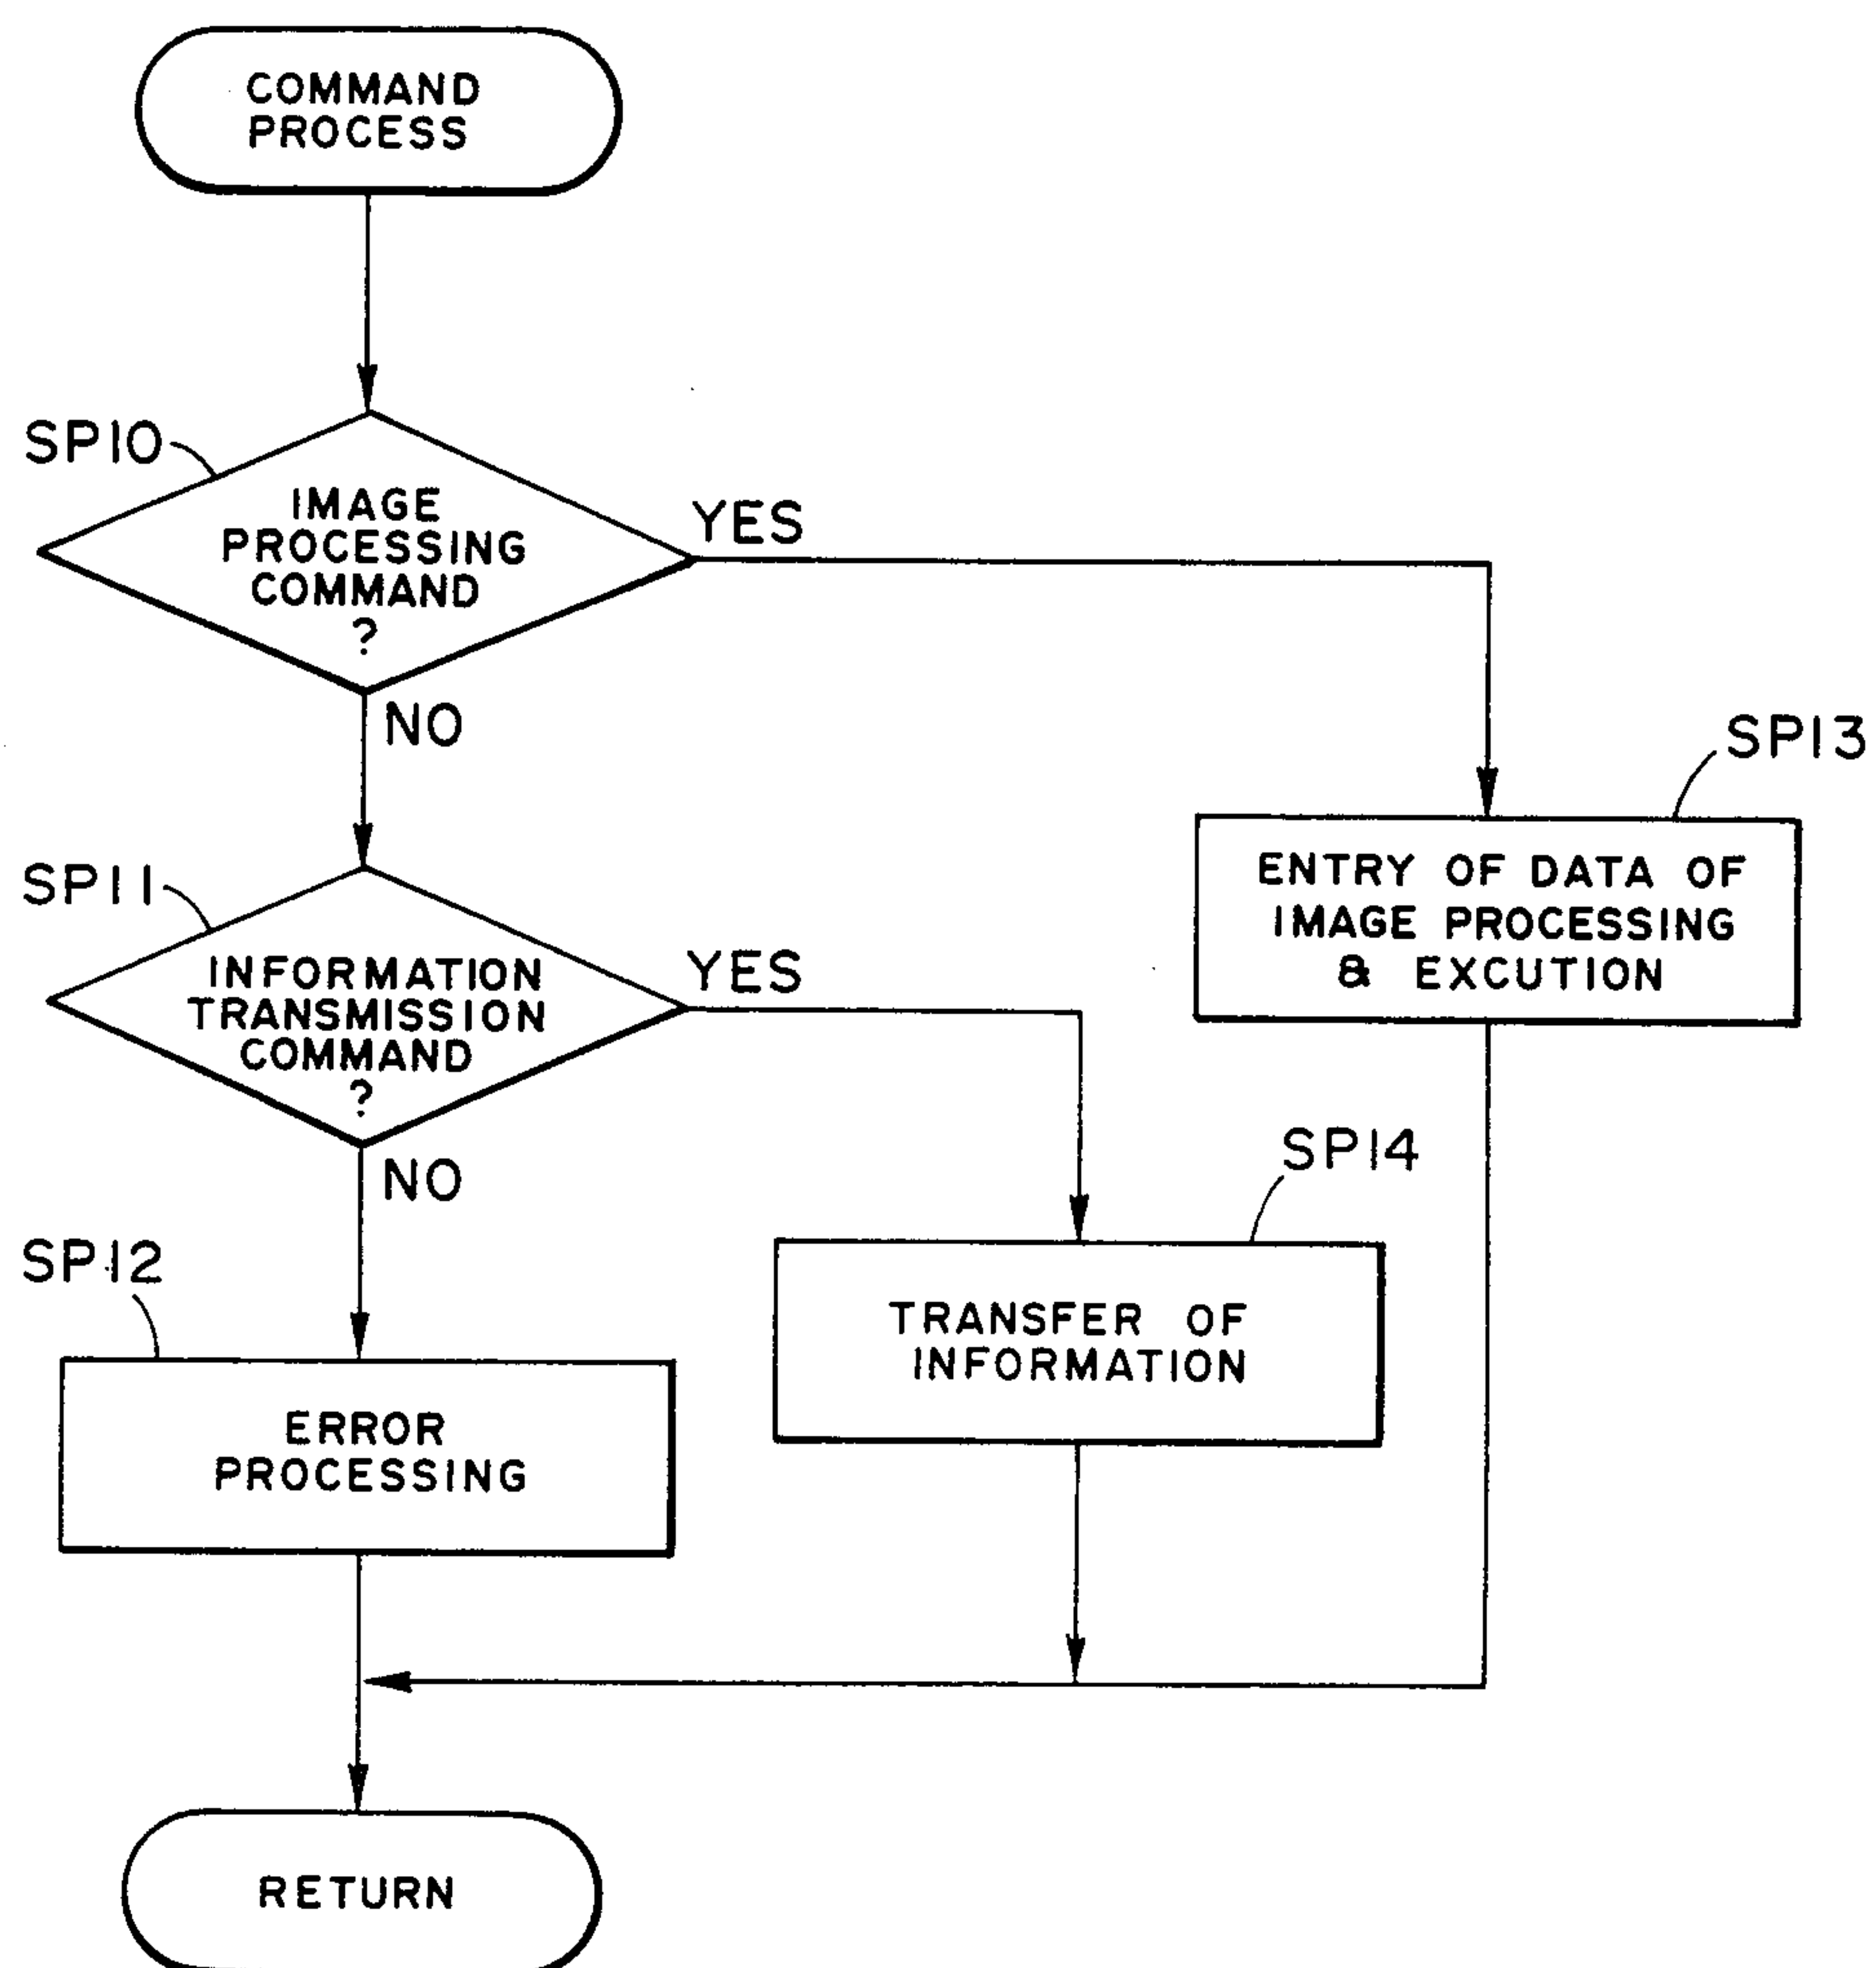 COMMAND
PROCESS
SP10
IMAGE
PROCESSING
COMMAND
?
YES
NO
SP13
ENTRY OF DATA OF
IMAGE PROCESSING
& EXCUTION
SP11
INFORMATION
TRANSMISSION
COMMAND
?
YES
NO
SP14
TRANSFER OF
INFORMATION
SP12
ERROR
PROCESSING
RETURN